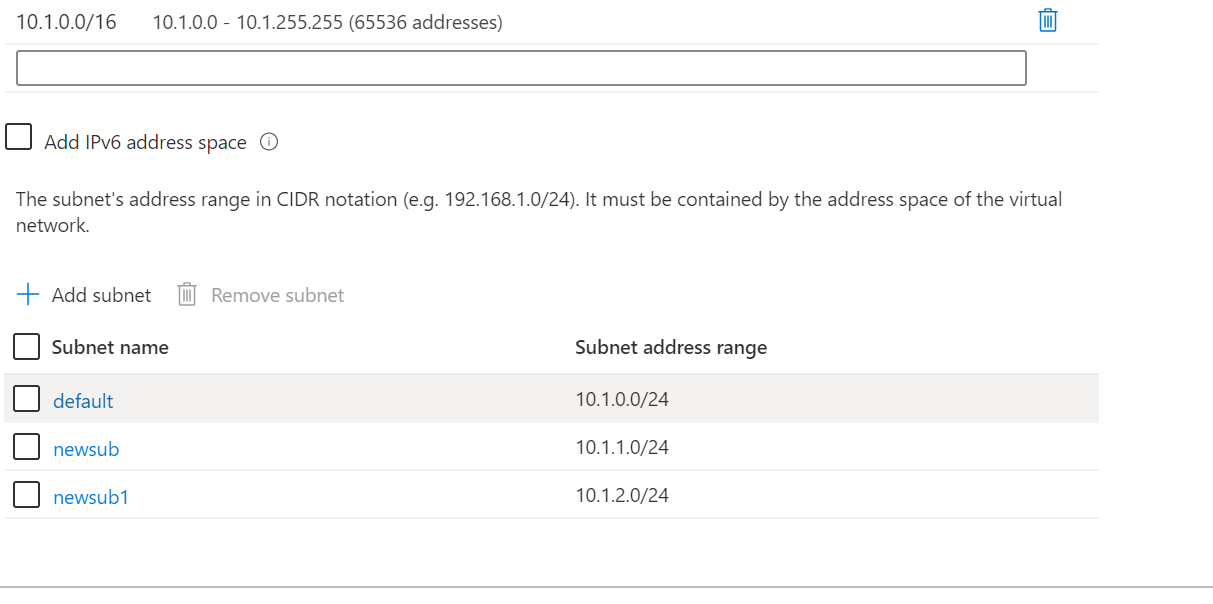 10.1.0.0/16 10.1.0.0 - 10.1.255.255 (65536 addresses)
Add IPv6 address space
The subnet's address range in CIDR notation (e.g. 192.168.1.0/24). It must be contained by the address space of the virtual
network.
Add subnet Remove subnet
Subnet name Subnet address range
default 10.1.0.0/24
newsub 10.1.1.0/24
newsub1 10.1.2.0/24